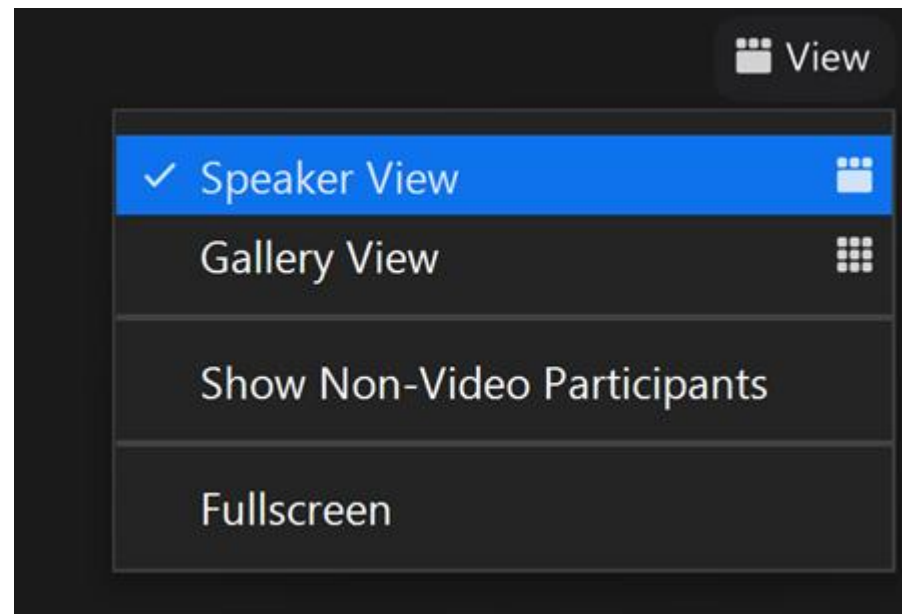 View
Speaker View
Gallery View
Show Non-Video Participants
Fullscreen